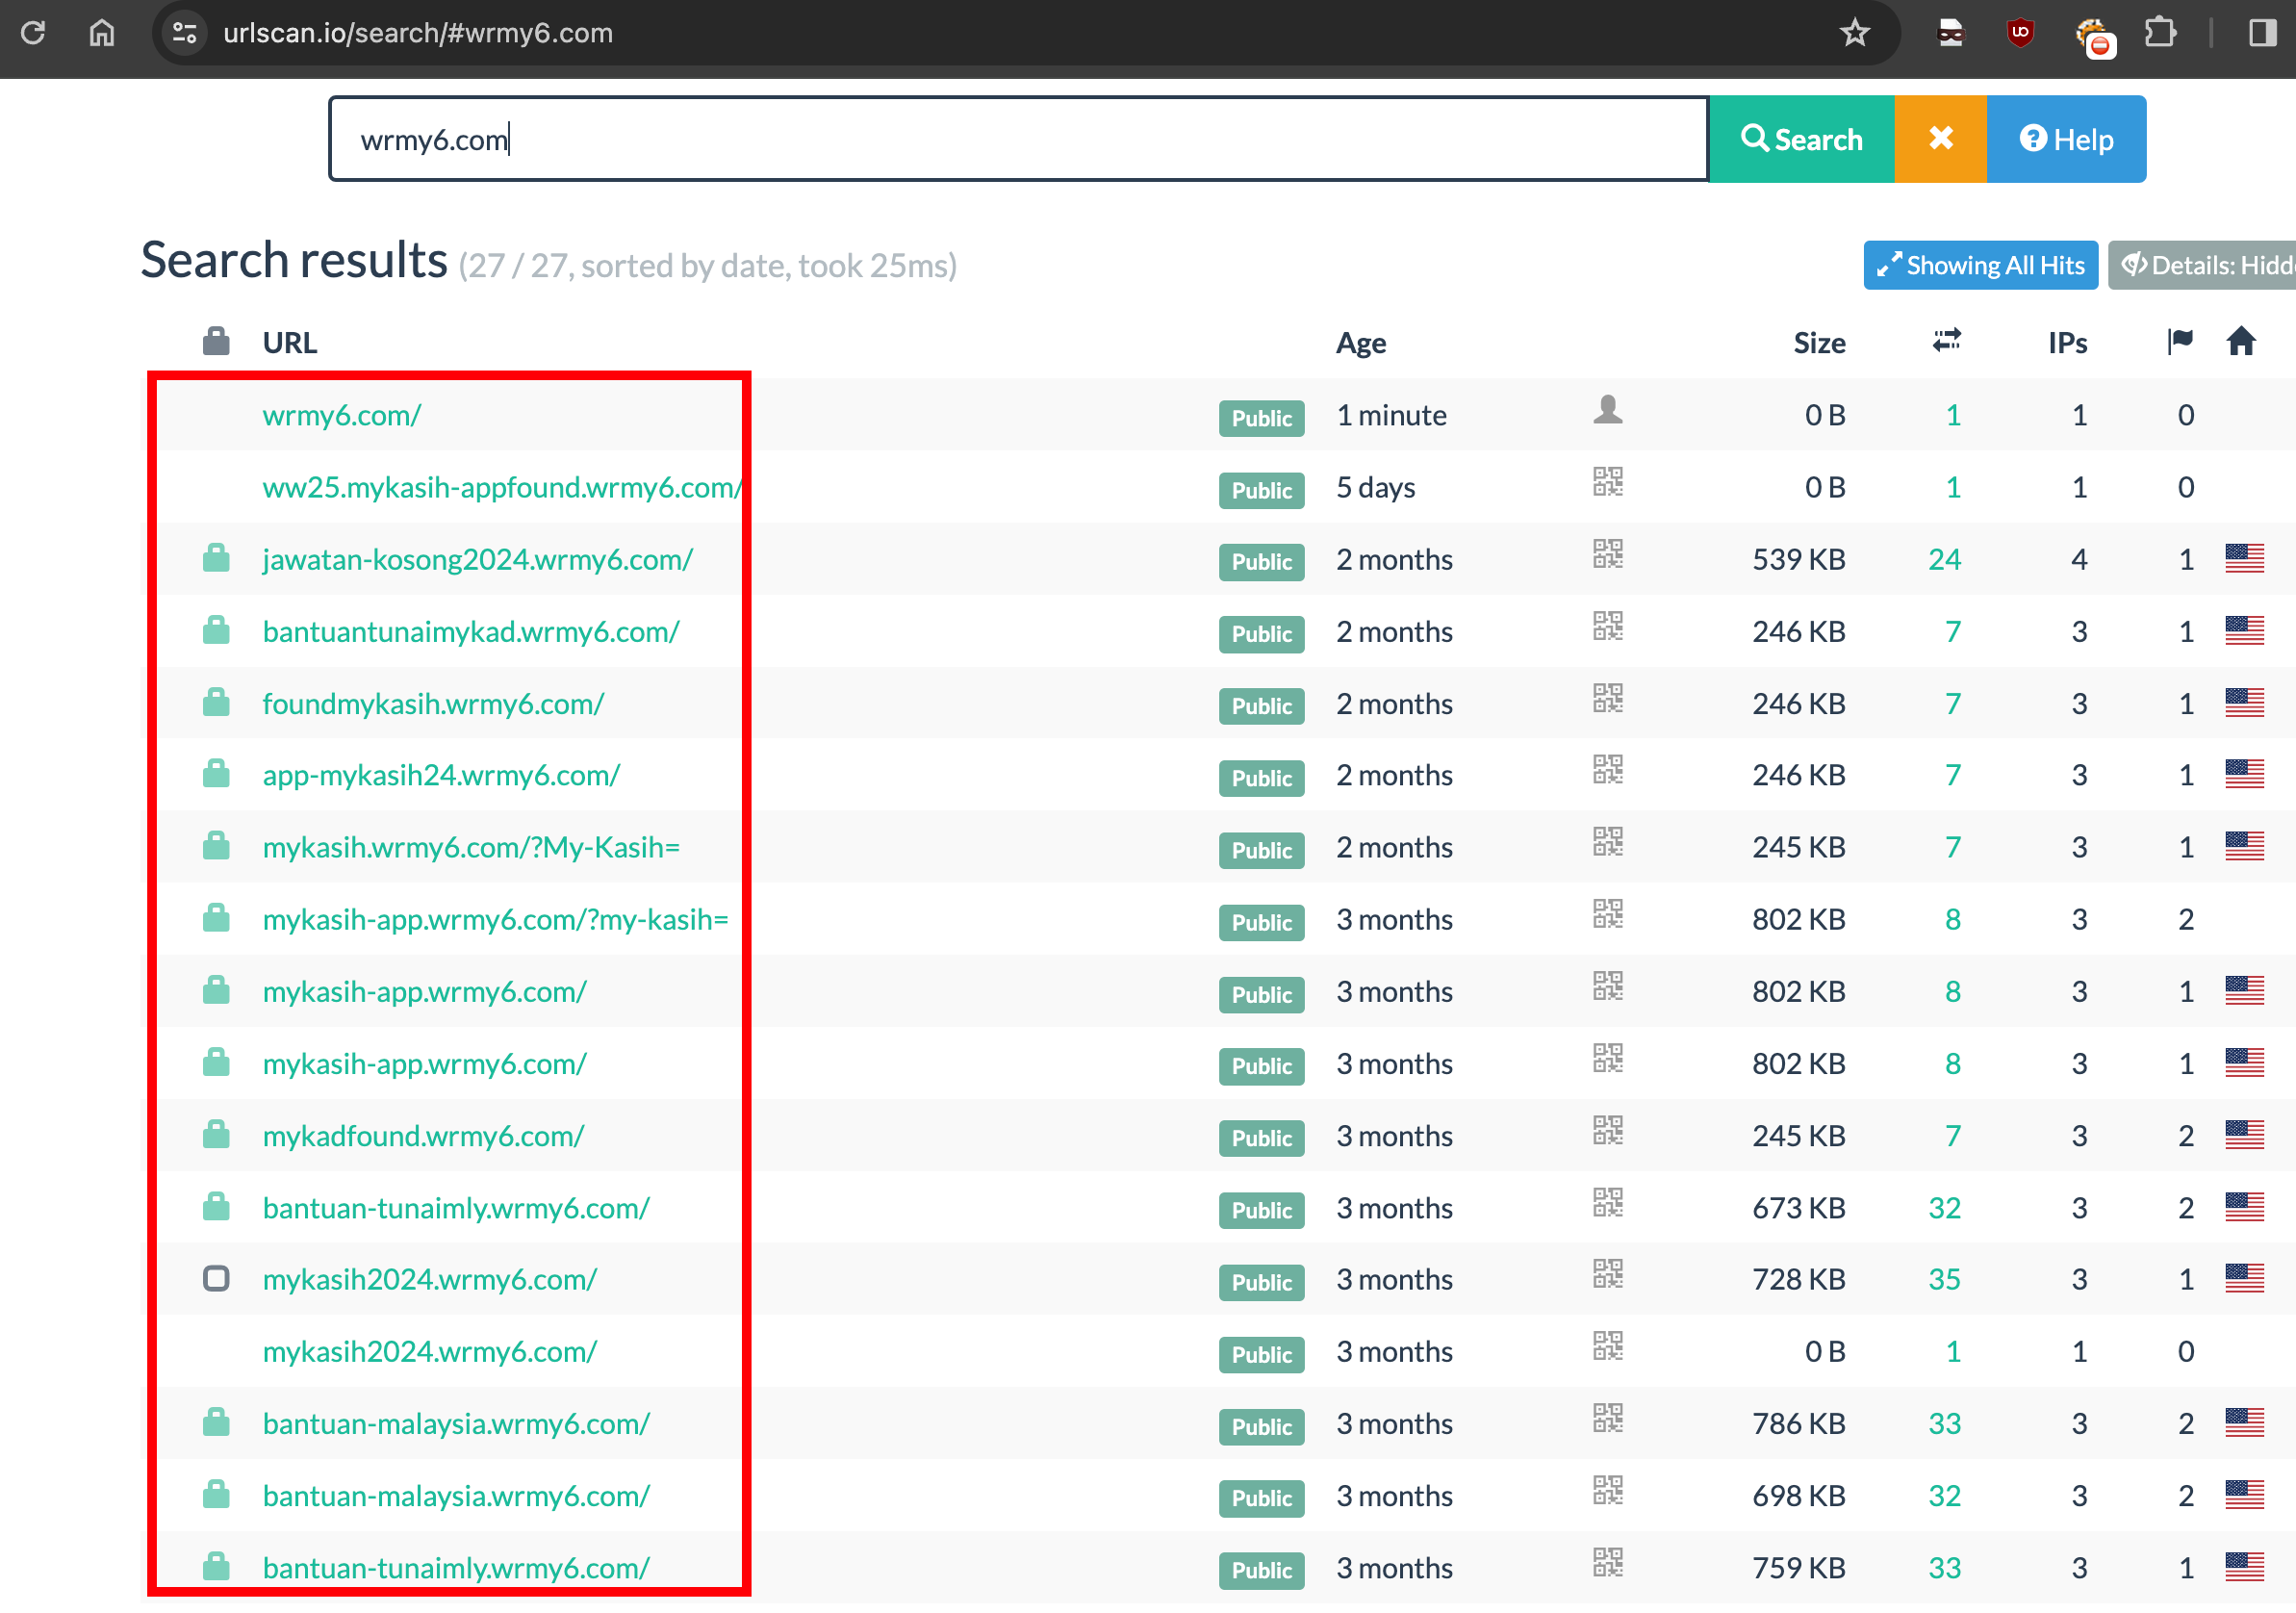 urlscan.io/search/#wrmy6.com
wrmy6.com Search Help
Search results (27 / 27, sorted by date, took 25ms) Showing All Hits Details: Hidd
URL Age Size IPs
wrmy6.com/ Public 1 minute 0 B 1 1 0
ww25.mykasih-appfound.wrmy6.com/ Public 5 days 0 B 1 1 0
jawatan-kosong2024.wrmy6.com/ Public 2 months 539 KB 24 4 1
bantuantunaimykad.wrmy6.com/ Public 2 months 246 KB 7 3 1
foundmykasih.wrmy6.com/ Public 2 months 246 KB 7 3 1
app-mykasih24.wrmy6.com/ Public 2 months 246 KB 7 3 1
mykasih.wrmy6.com/?My-Kasih= Public 2 months 245 KB 7 3 1
mykasih-app.wrmy6.com/?my-kasih= Public 3 months 802 KB 8 3 2
mykasih-app.wrmy6.com/ Public 3 months 802 KB 8 3 1
mykasih-app.wrmy6.com/ Public 3 months 802 KB 8 3 1
mykadfound.wrmy6.com/ Public 3 months 245 KB 7 3 2
bantuan-tunaimly.wrmy6.com/ Public 3 months 673 KB 32 3 2
mykasih2024.wrmy6.com/ Public 3 months 728 KB 35 3 1
mykasih2024.wrmy6.com/ Public 3 months 0 B 1 1 0
bantuan-malaysia.wrmy6.com/ Public 3 months 786 KB 33 3 2
bantuan-malaysia.wrmy6.com/ Public 3 months 698 KB 32 3 2
bantuan-tunaimly.wrmy6.com/ Public 3 months 759 KB 33 3 1